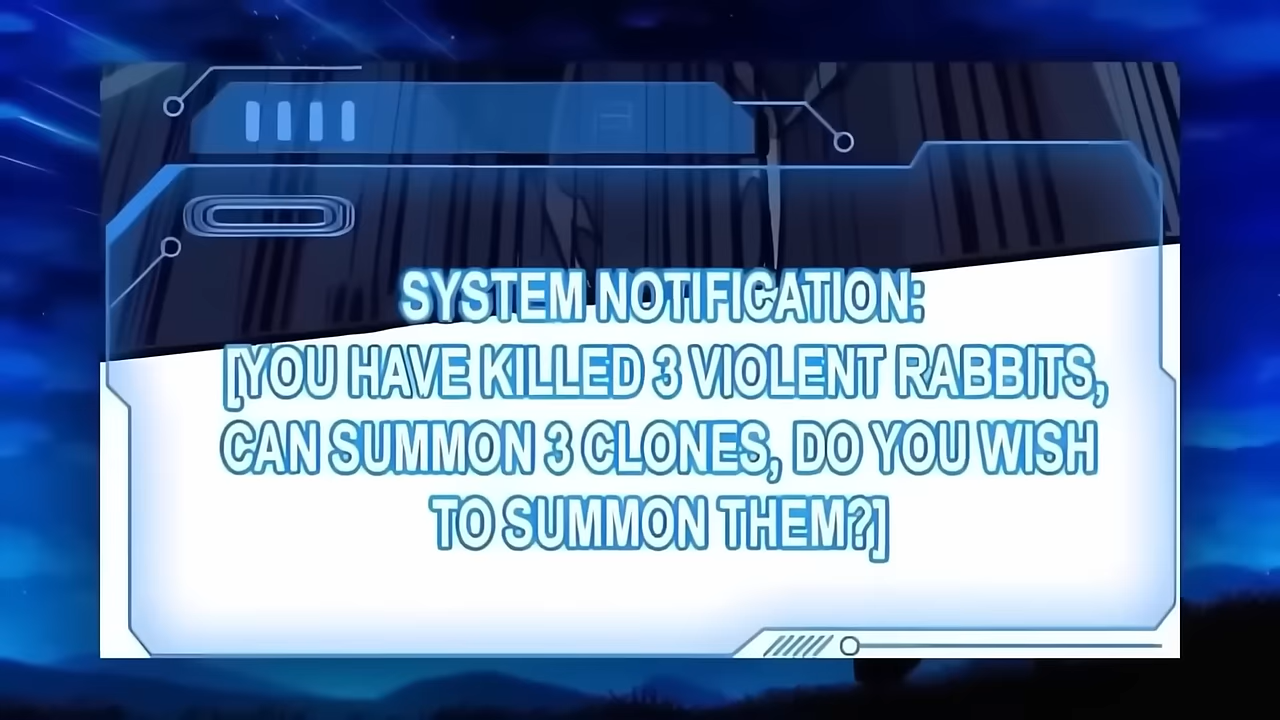 SYSTEM NOTIFICATION:
[YOU HAVE KILLED 3 VIOLENT RABBITS,
CAN SUMMON 3 CLONES, DO YOU WISH
TO SUMMON THEM?]